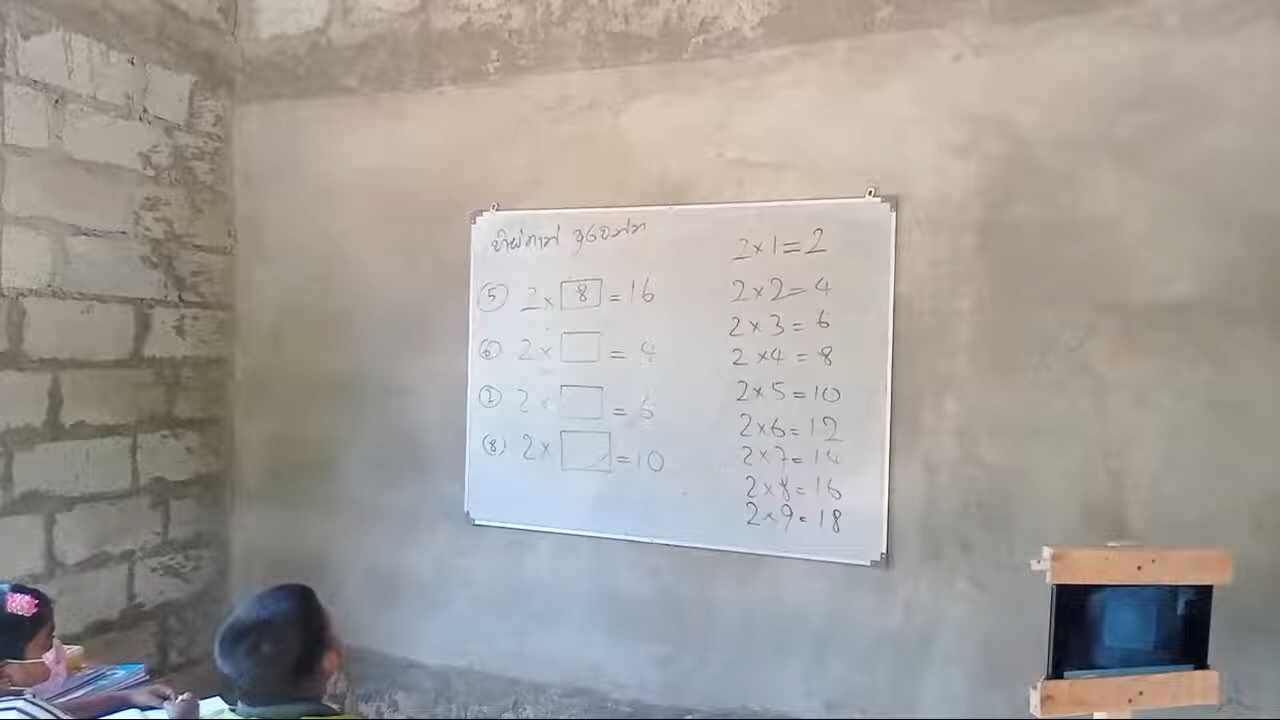 හිස්තැන් පුරවන්න
⑤ 2 × 8 = 16
⑥ 2 × □ = 4
⑦ 2 × □ = 6
⑧ 2 × □ = 10
2 × 1 = 2
2 × 2 = 4
2 × 3 = 6
2 × 4 = 8
2 × 5 = 10
2 × 6 = 12
2 × 7 = 14
2 × 8 = 16
2 × 9 = 18